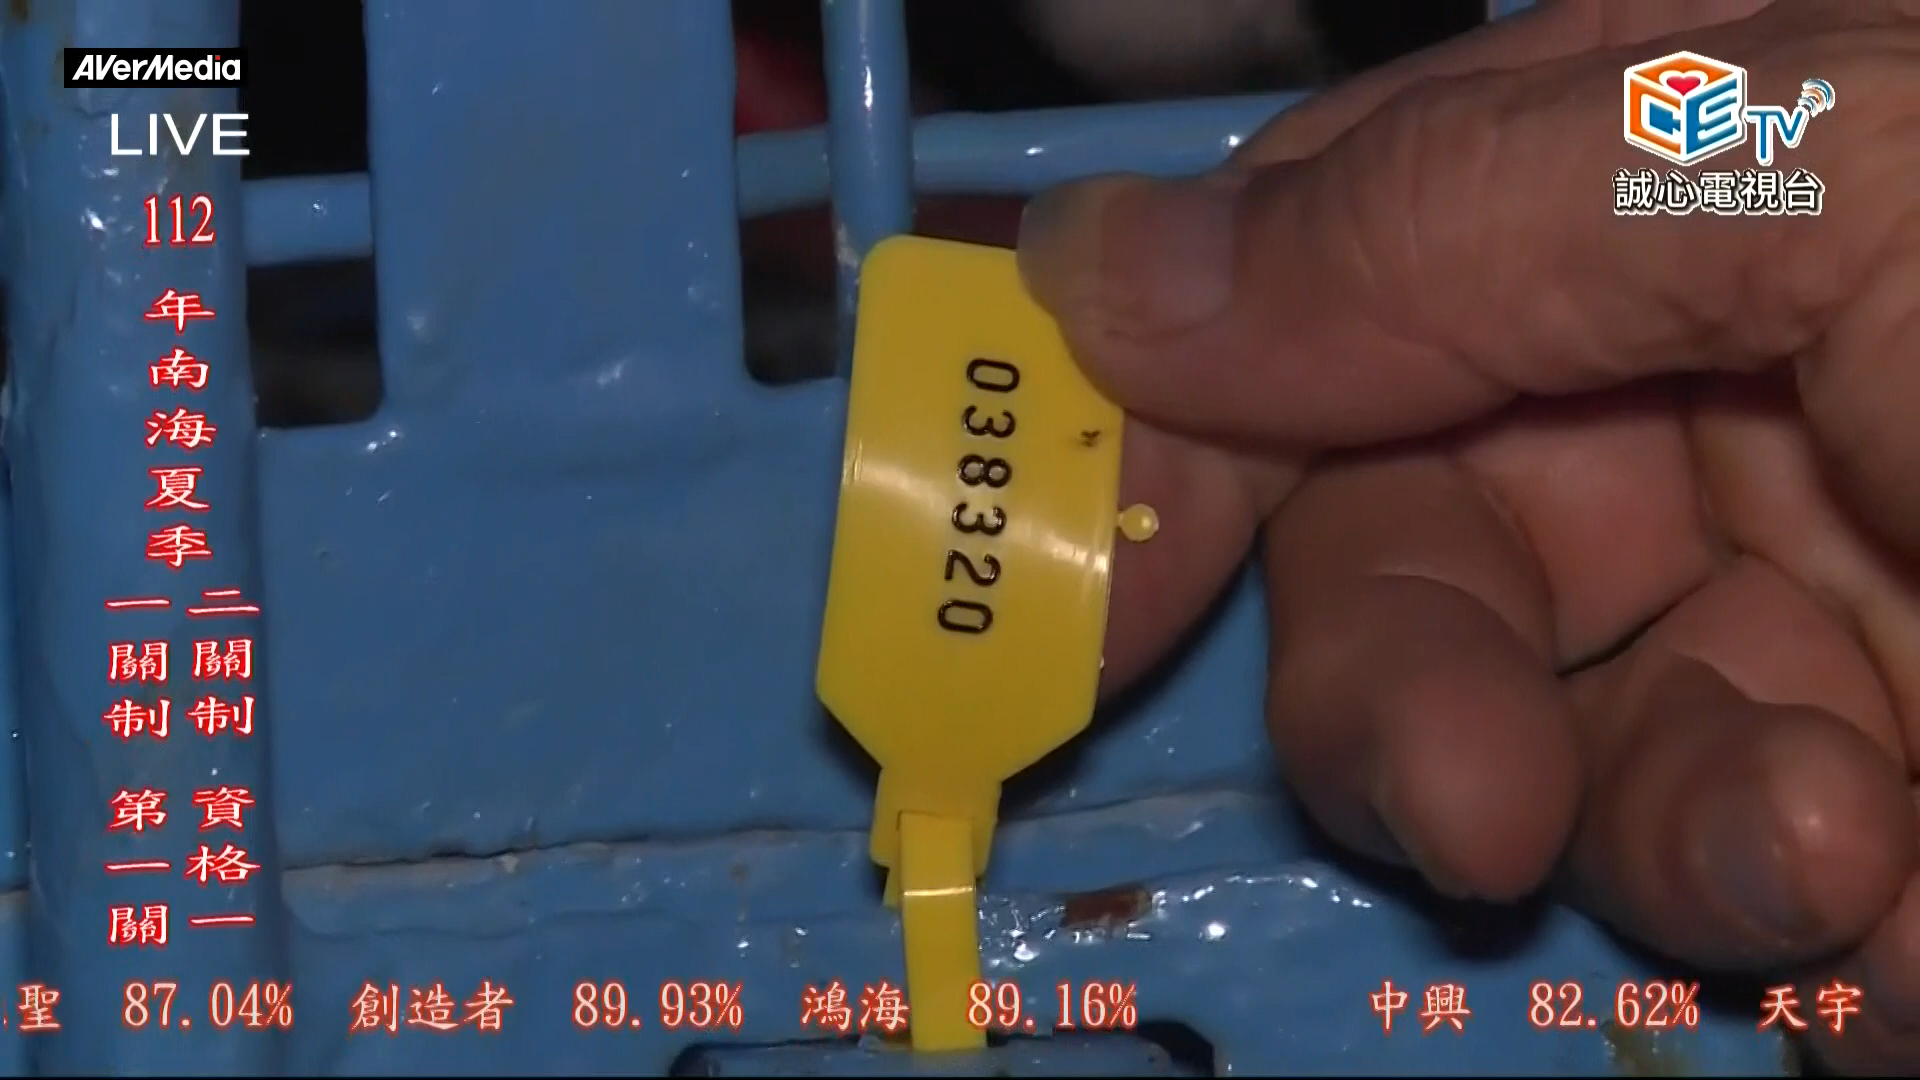 AVerMedia
LIVE
112
年南海夏季
二關制 資格一
一關制 第一關
CETV
誠心電視台
038320
聖 87.04% 創造者 89.93% 鴻海 89.16% 中興 82.62% 天宇